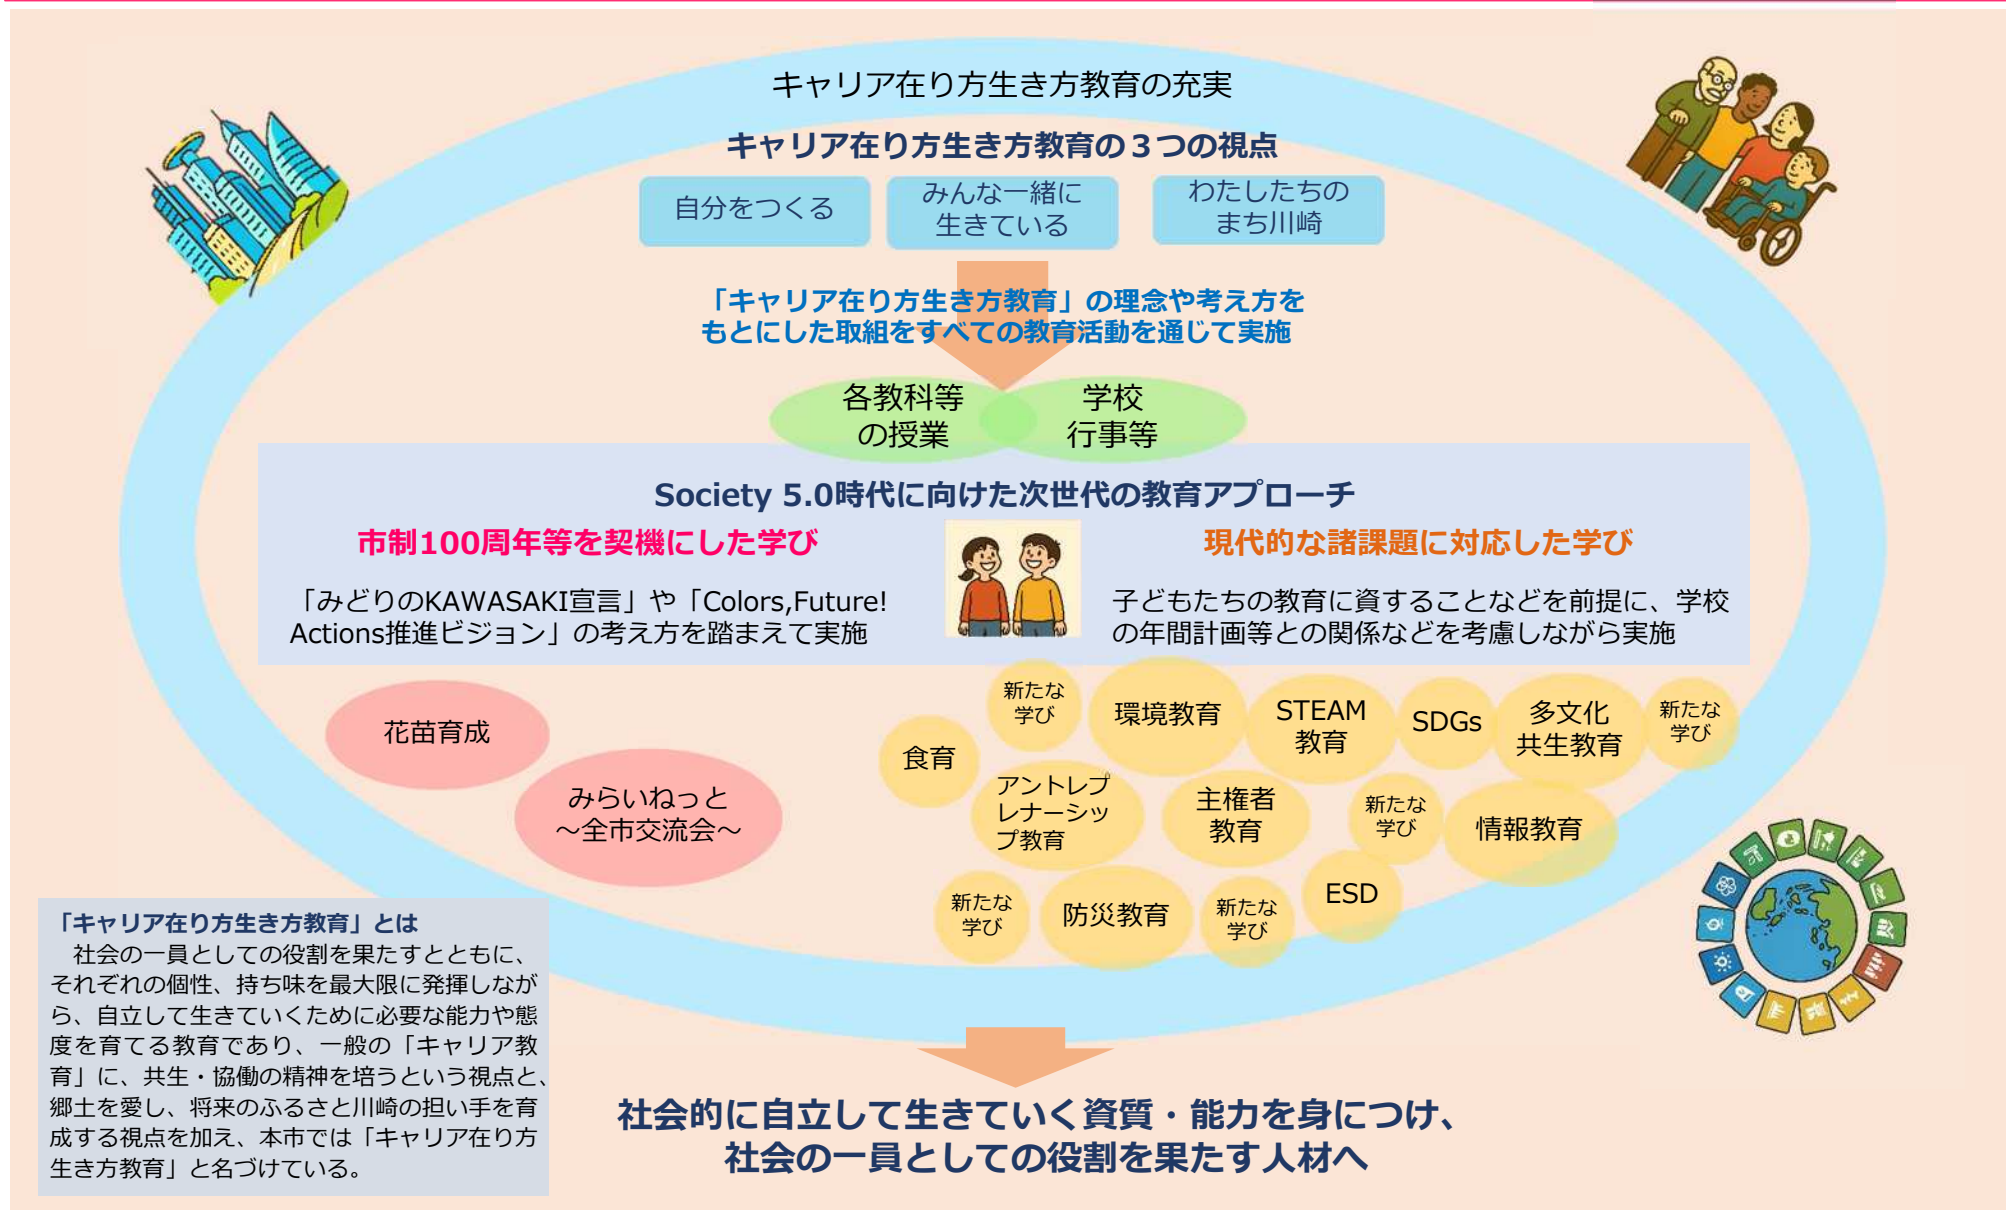 キャリア在り方生き方教育の充実
キャリア在り方生き方教育の３つの視点
自分をつくる
みんな一緒に
生きている
わたしたちの
まち川崎
「キャリア在り方生き方教育」の理念や考え方を
もとにした取組をすべての教育活動を通じて実施
各教科等
の授業
学校
行事等
Society 5.0時代に向けた次世代の教育アプローチ
市制100周年等を契機にした学び
「みどりのKAWASAKI宣言」や「Colors,Future!
Actions推進ビジョン」の考え方を踏まえて実施
現代的な諸課題に対応した学び
子どもたちの教育に資することなどを前提に、学校
の年間計画等との関係などを考慮しながら実施
花苗育成
みらいねっと
～全市交流会～
食育
新たな
学び
環境教育
STEAM
教育
SDGs
多文化
共生教育
新たな
学び
アントレプ
レナーシッ
プ教育
主権者
教育
新たな
学び
情報教育
新たな
学び
防災教育
新たな
学び
ESD
「キャリア在り方生き方教育」とは
　社会の一員としての役割を果たすとともに、
それぞれの個性、持ち味を最大限に発揮しなが
ら、自立して生きていくために必要な能力や態
度を育てる教育であり、一般の「キャリア教
育」に、共生・協働の精神を培うという視点と、
郷土を愛し、将来のふるさと川崎の担い手を育
成する視点を加え、本市では「キャリア在り方
生き方教育」と名づけている。
社会的に自立して生きていく資質・能力を身につけ、
社会の一員としての役割を果たす人材へ